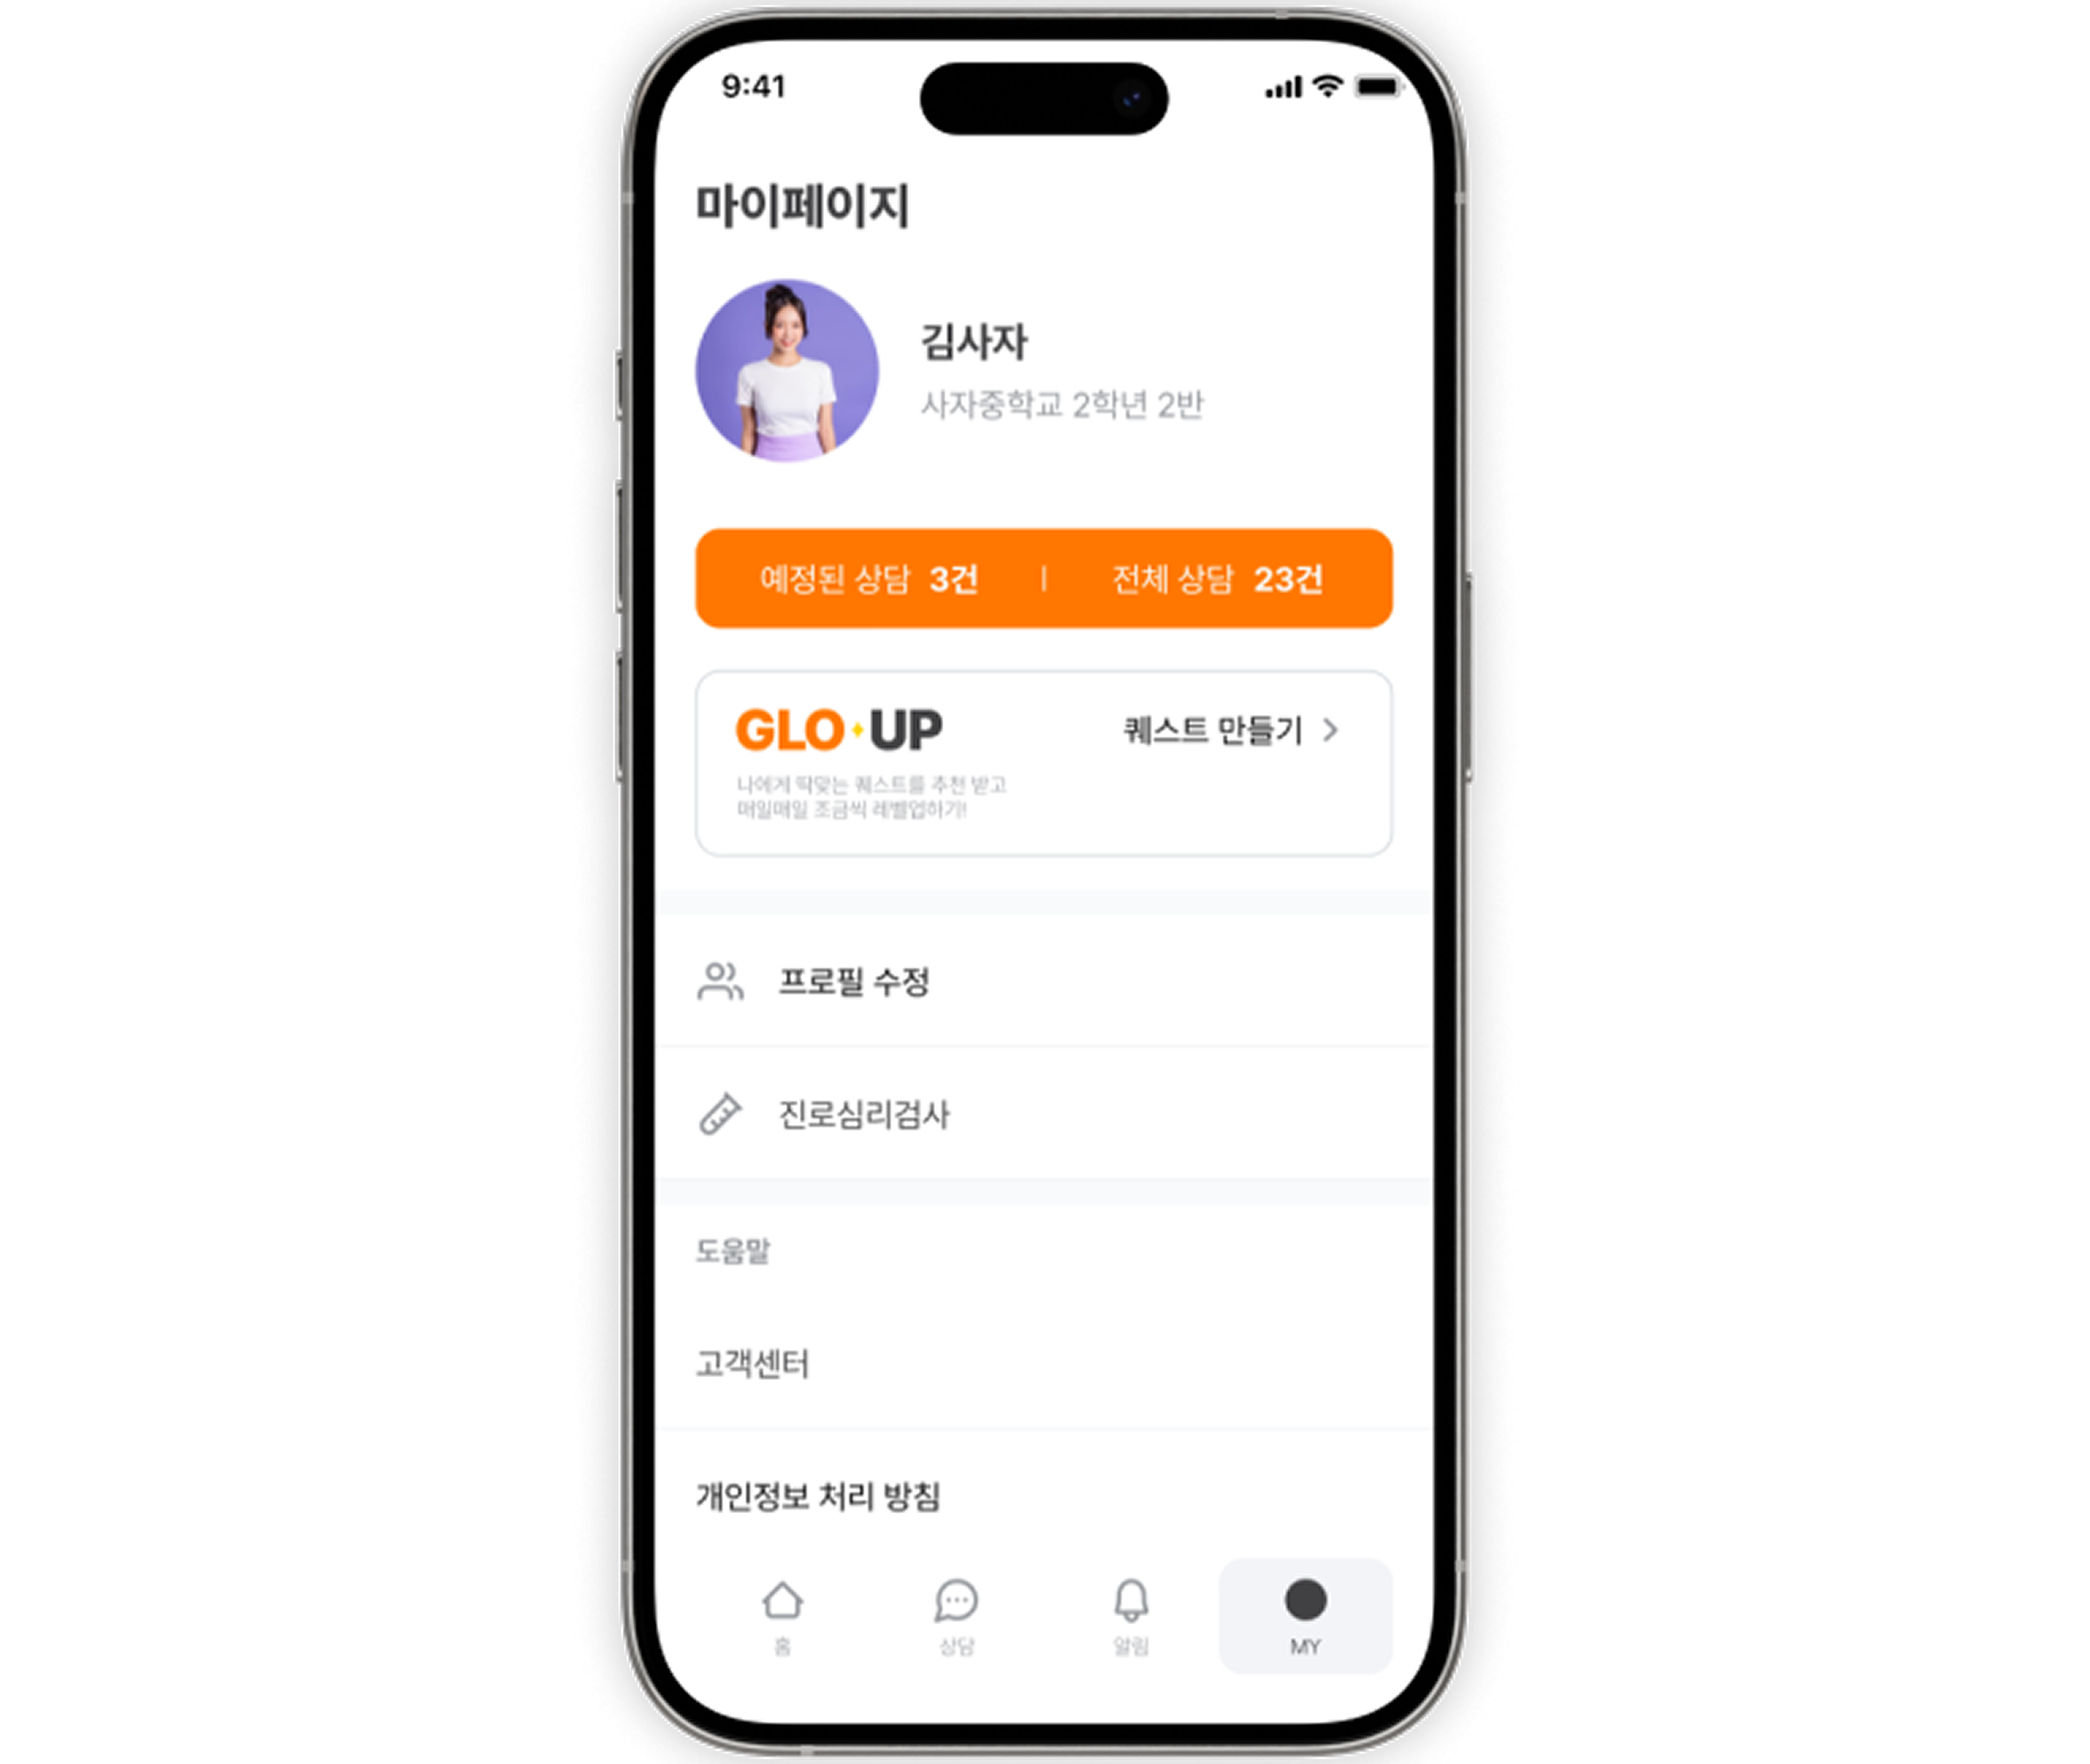 9:41
마이페이지
김사자
사자중학교 2학년 2반
예정된 상담 3건 | 전체 상담 23건
GLO UP 퀘스트 만들기 >
나에게 딱맞는 퀘스트를 추천 받고
매일매일 조금씩 레벨업하기!
프로필 수정
진로심리검사
도움말
고객센터
개인정보 처리 방침
홈 상담 알림 MY